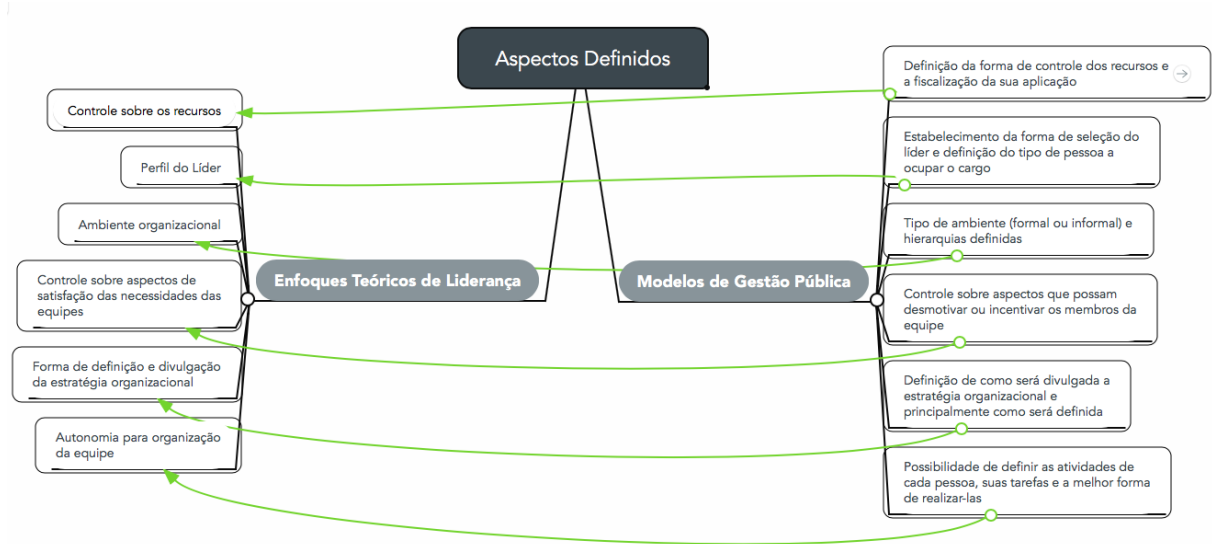 Aspectos Definidos
Enfoques Teóricos de Liderança
Controle sobre os recursos
Perfil do Líder
Ambiente organizacional
Controle sobre aspectos de
satisfação das necessidades das
equipes
Forma de definição e divulgação
da estratégia organizacional
Autonomia para organização
da equipe
Modelos de Gestão Pública
Definição da forma de controle dos recursos e
a fiscalização da sua aplicação
Estabelecimento da forma de seleção do
líder e definição do tipo de pessoa a
ocupar o cargo
Tipo de ambiente (formal ou informal) e
hierarquias definidas
Controle sobre aspectos que possam
desmotivar ou incentivar os membros da
equipe
Definição de como será divulgada a
estratégia organizacional e
principalmente como será definida
Possibilidade de definir as atividades de
cada pessoa, suas tarefas e a melhor forma
de realizar-las